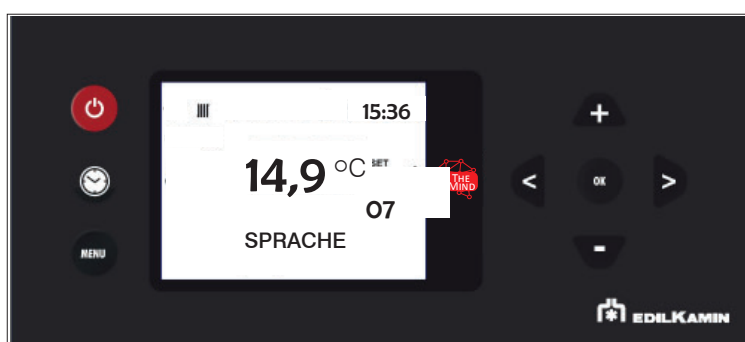 15:36
14,9 °C
SET
THE
MIND
07
SPRACHE
MENU
OK
+
<
>
-
EDILKAMIN